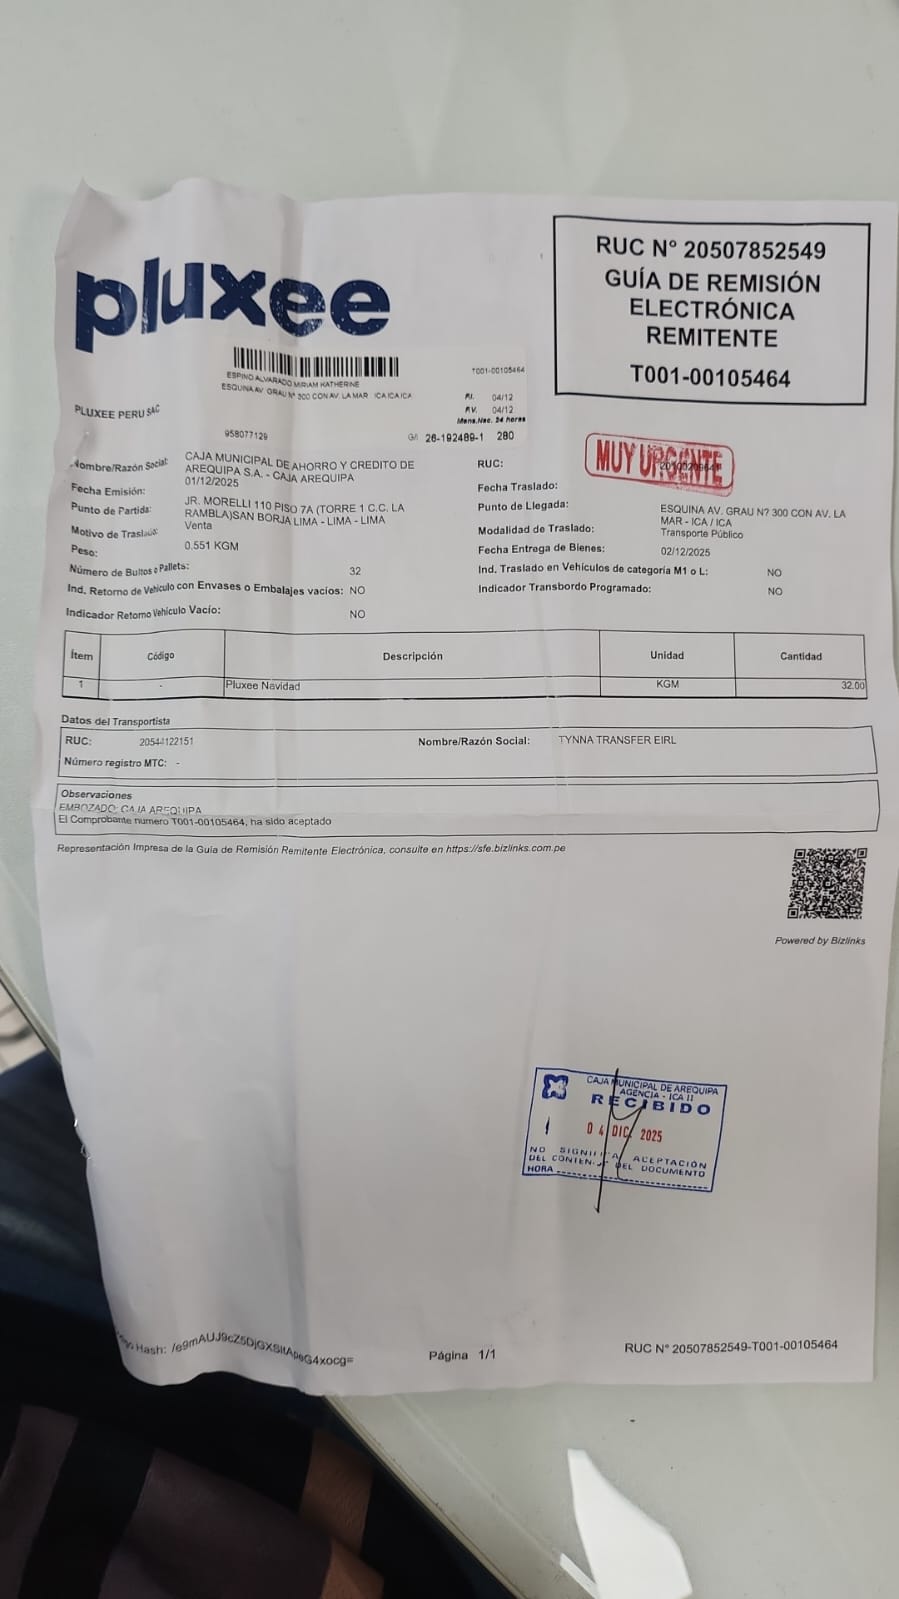 pluxee
RUC N° 20507852549
GUÍA DE REMISIÓN
ELECTRÓNICA
REMITENTE
T001-00105464
ESPINO ALVARADO MIRIAM KATHERINE
ESQUINA AV. GRAU N° 300 CON AV. LA MAR ICA ICA ICA
T001-00105464
04/12
P.V. 04/12
Mens.Nac. 24 horas
958077129
26-192489-1 280
PLUXEE PERU SAC
MUY URGENTE
Nombre/Razón Social: CAJA MUNICIPAL DE AHORRO Y CREDITO DE
AREQUIPA S.A. - CAJA AREQUIPA
RUC:
Fecha Emisión: 01/12/2025
Fecha Traslado:
Punto de Partida: JR. MORELLI 110 PISO 7A (TORRE 1 C.C. LA
RAMBLA)SAN BORJA LIMA - LIMA - LIMA
Punto de Llegada: ESQUINA AV. GRAU N? 300 CON AV. LA
MAR - ICA / ICA
Motivo de Traslado: Venta
Modalidad de Traslado: Transporte Público
Peso: 0.551 KGM
Fecha Entrega de Bienes: 02/12/2025
Número de Bultos o Pallets: 32
Ind. Traslado en Vehículos de categoría M1 o L: NO
Ind. Retorno de Vehículo con Envases o Embalajes vacíos: NO
Indicador Transbordo Programado: NO
Indicador Retorno Vehículo Vacío: NO
Ítem Código Descripción Unidad Cantidad
1 - Pluxee Navidad KGM 32.00
Datos del Transportista
RUC: 20544122151 Nombre/Razón Social: TYNNA TRANSFER EIRL
Número registro MTC: -
Observaciones
EMBOZADO: CAJA AREQUIPA
El Comprobante numero T001-00105464, ha sido aceptado
Representación Impresa de la Guía de Remisión Remitente Electrónica, consulte en https://sfe.bizlinks.com.pe
Powered by Bizlinks
CAJA MUNICIPAL DE AREQUIPA
AGENCIA - ICA II
RECIBIDO
04 DIC. 2025
NO SIGNIFICA ACEPTACIÓN
DEL CONTENIDO DEL DOCUMENTO
HORA
Hash:
Página 1/1
RUC N° 20507852549-T001-00105464